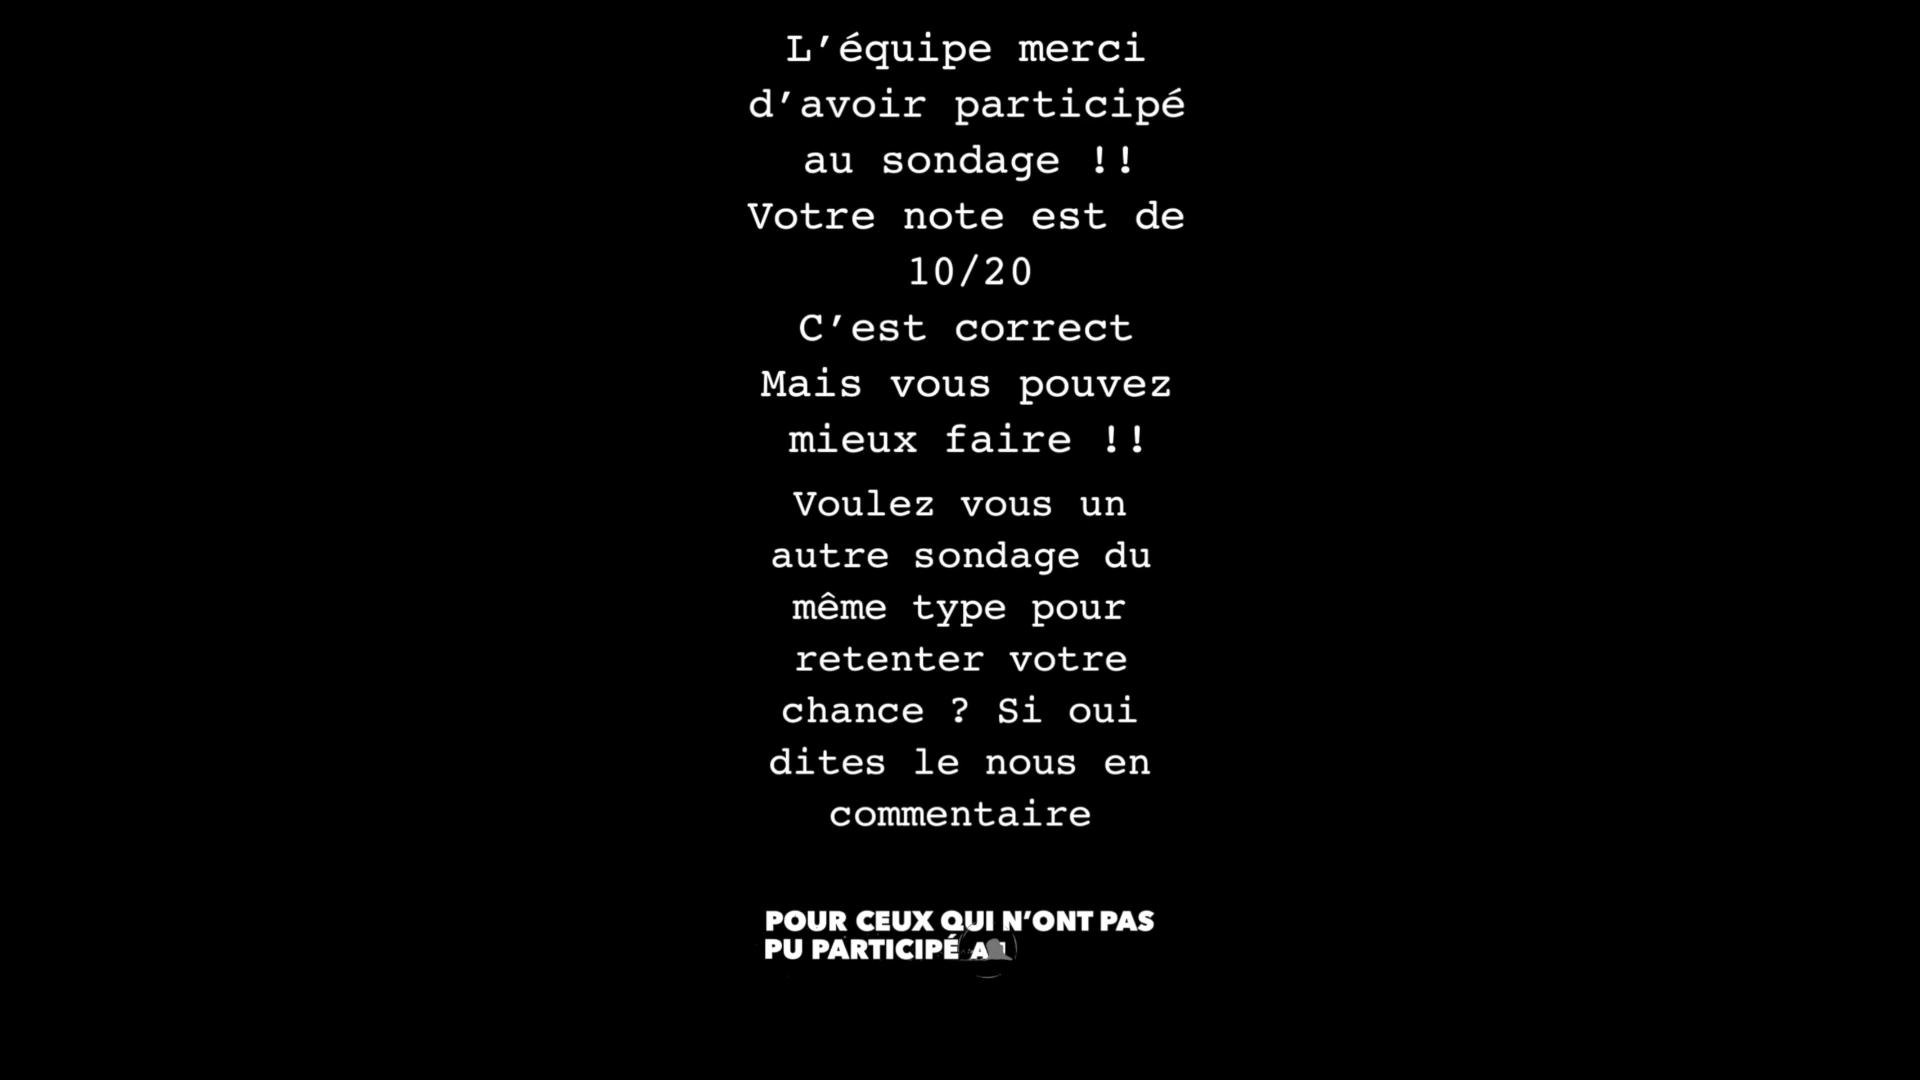 L’équipe merci
d’avoir participé
au sondage !!
Votre note est de
10/20
C’est correct
Mais vous pouvez
mieux faire !!
Voulez vous un
autre sondage du
même type pour
retenter votre
chance ? Si oui
dites le nous en
commentaire
POUR CEUX QUI N’ONT PAS
PU PARTICIPÉ